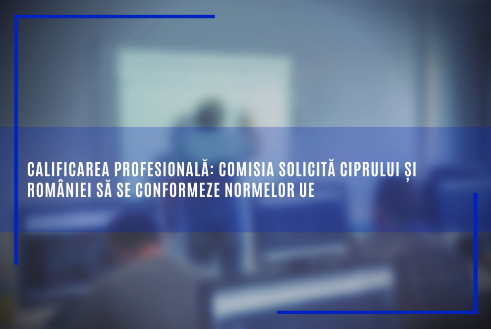 CALIFICAREA PROFESIONALĂ: COMISIA SOLICITĂ CIPRULUI ȘI
ROMÂNIEI SĂ SE CONFORMEZE NORMELOR UE